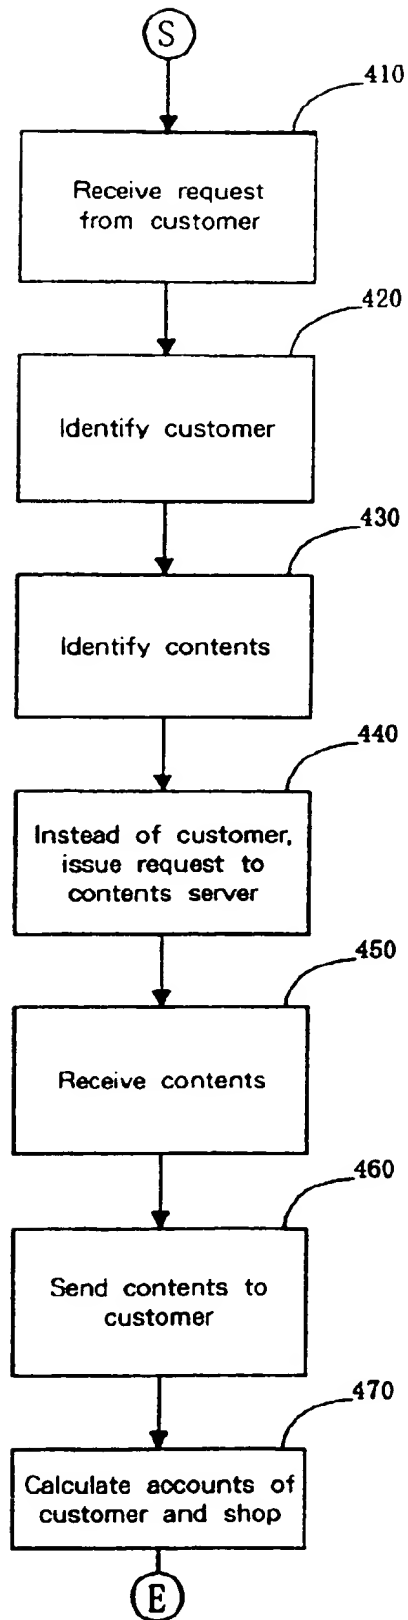 S
410
Receive request
from customer
420
Identify customer
430
Identify contents
440
Instead of customer,
issue request to
contents server
450
Receive contents
460
Send contents to
customer
470
Calculate accounts of
customer and shop
E